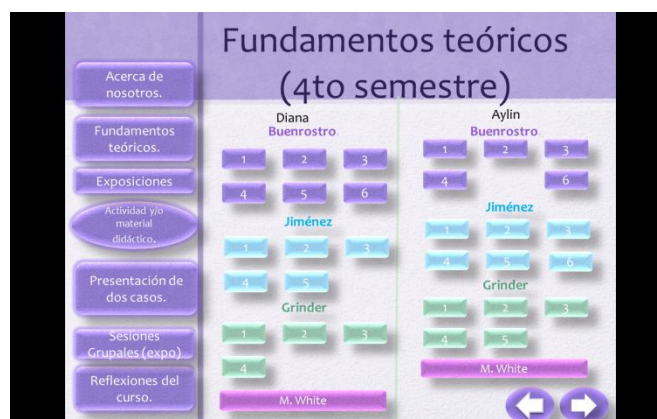 Fundamentos teóricos
(4to semestre)
Acerca de
nosotros.
Fundamentos
teóricos.
Exposiciones
Actividad y/o
material
didáctico.
Presentación de
dos casos.
Sesiones
Grupales (expo)
Reflexiones del
curso.
Diana
Buenrostro
1 2 3
4 5 6
Jiménez
1 2 3
4 5
Grinder
1 2 3
4
M. White
Aylin
Buenrostro
1 2 3
4 6
Jiménez
1 2 3
4 5 6
Grinder
1 2 3
4 5
M. White